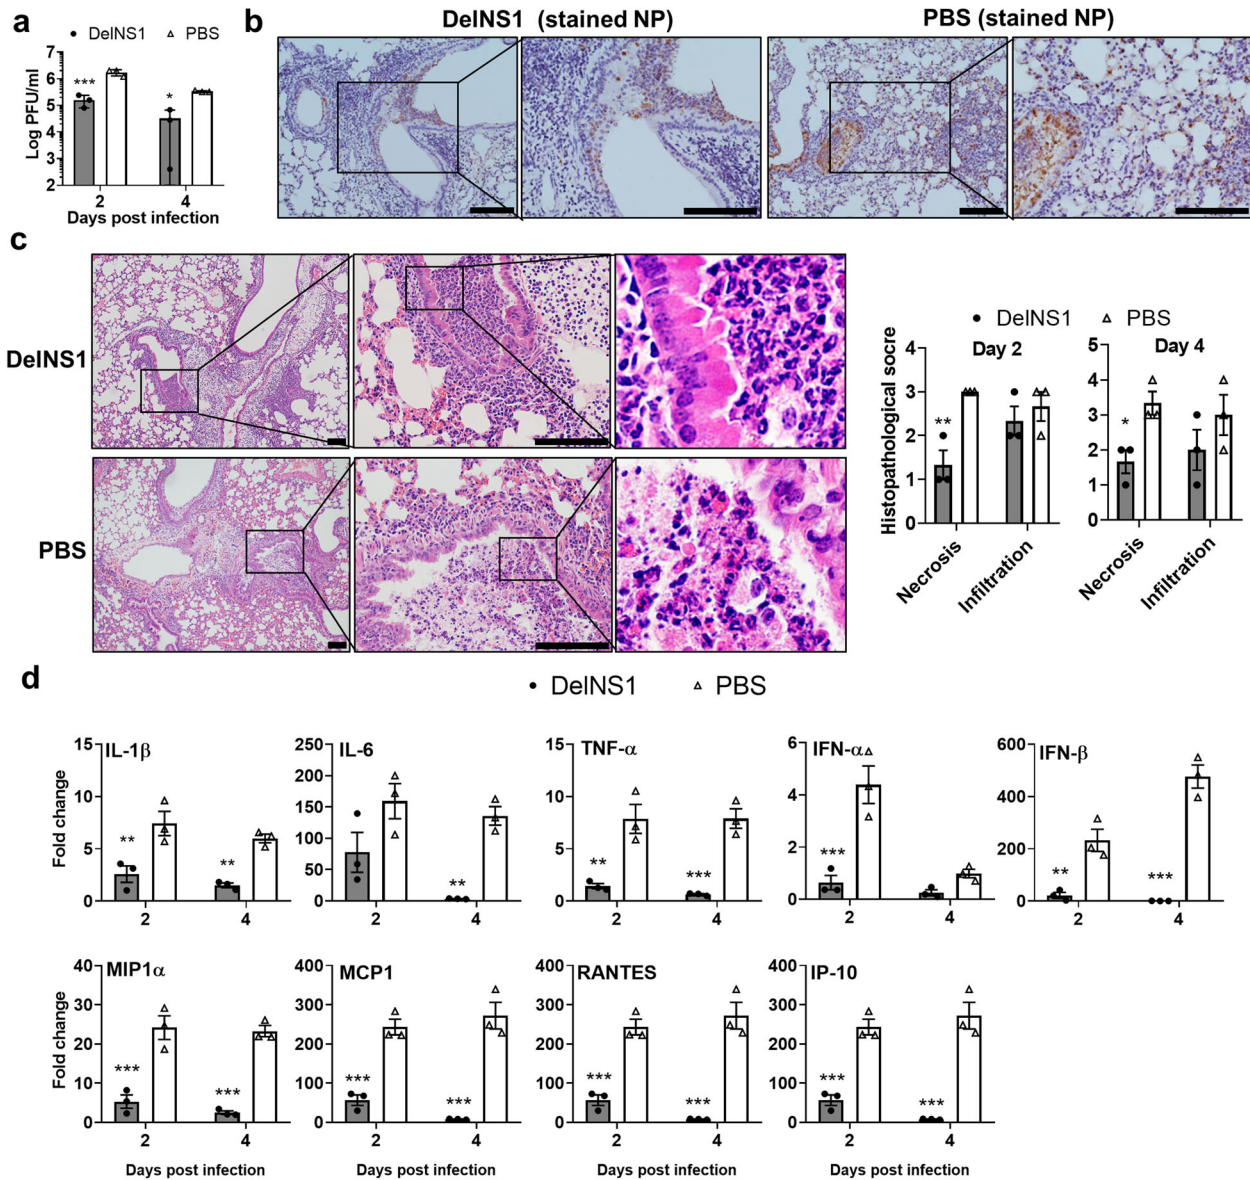 a
DelNS1 PBS
Log PFU/ml
7
6
5
4
3
2
***
*
2 4
Days post infection
b
DelNS1 (stained NP) PBS (stained NP)
c
DelNS1
PBS
DelNS1 PBS
Histopathological socre
Day 2
4
3
2
1
0
**
Necrosis Infiltration
Day 4
5
4
3
2
1
0
*
Necrosis Infiltration
d
DelNS1 PBS
Fold change
IL-1β
15
10
5
0
** **
2 4
IL-6
250
200
150
100
50
0
**
2 4
TNF-α
15
10
5
0
** ***
2 4
IFN-α
6
4
2
0
***
2 4
IFN-β
600
400
200
0
** ***
2 4
Fold change
MIP1α
40
30
20
10
0
*** ***
2 4
Days post infection
MCP1
400
300
200
100
0
*** ***
2 4
Days post infection
RANTES
400
300
200
100
0
*** ***
2 4
Days post infection
IP-10
400
300
200
100
0
*** ***
2 4
Days post infection